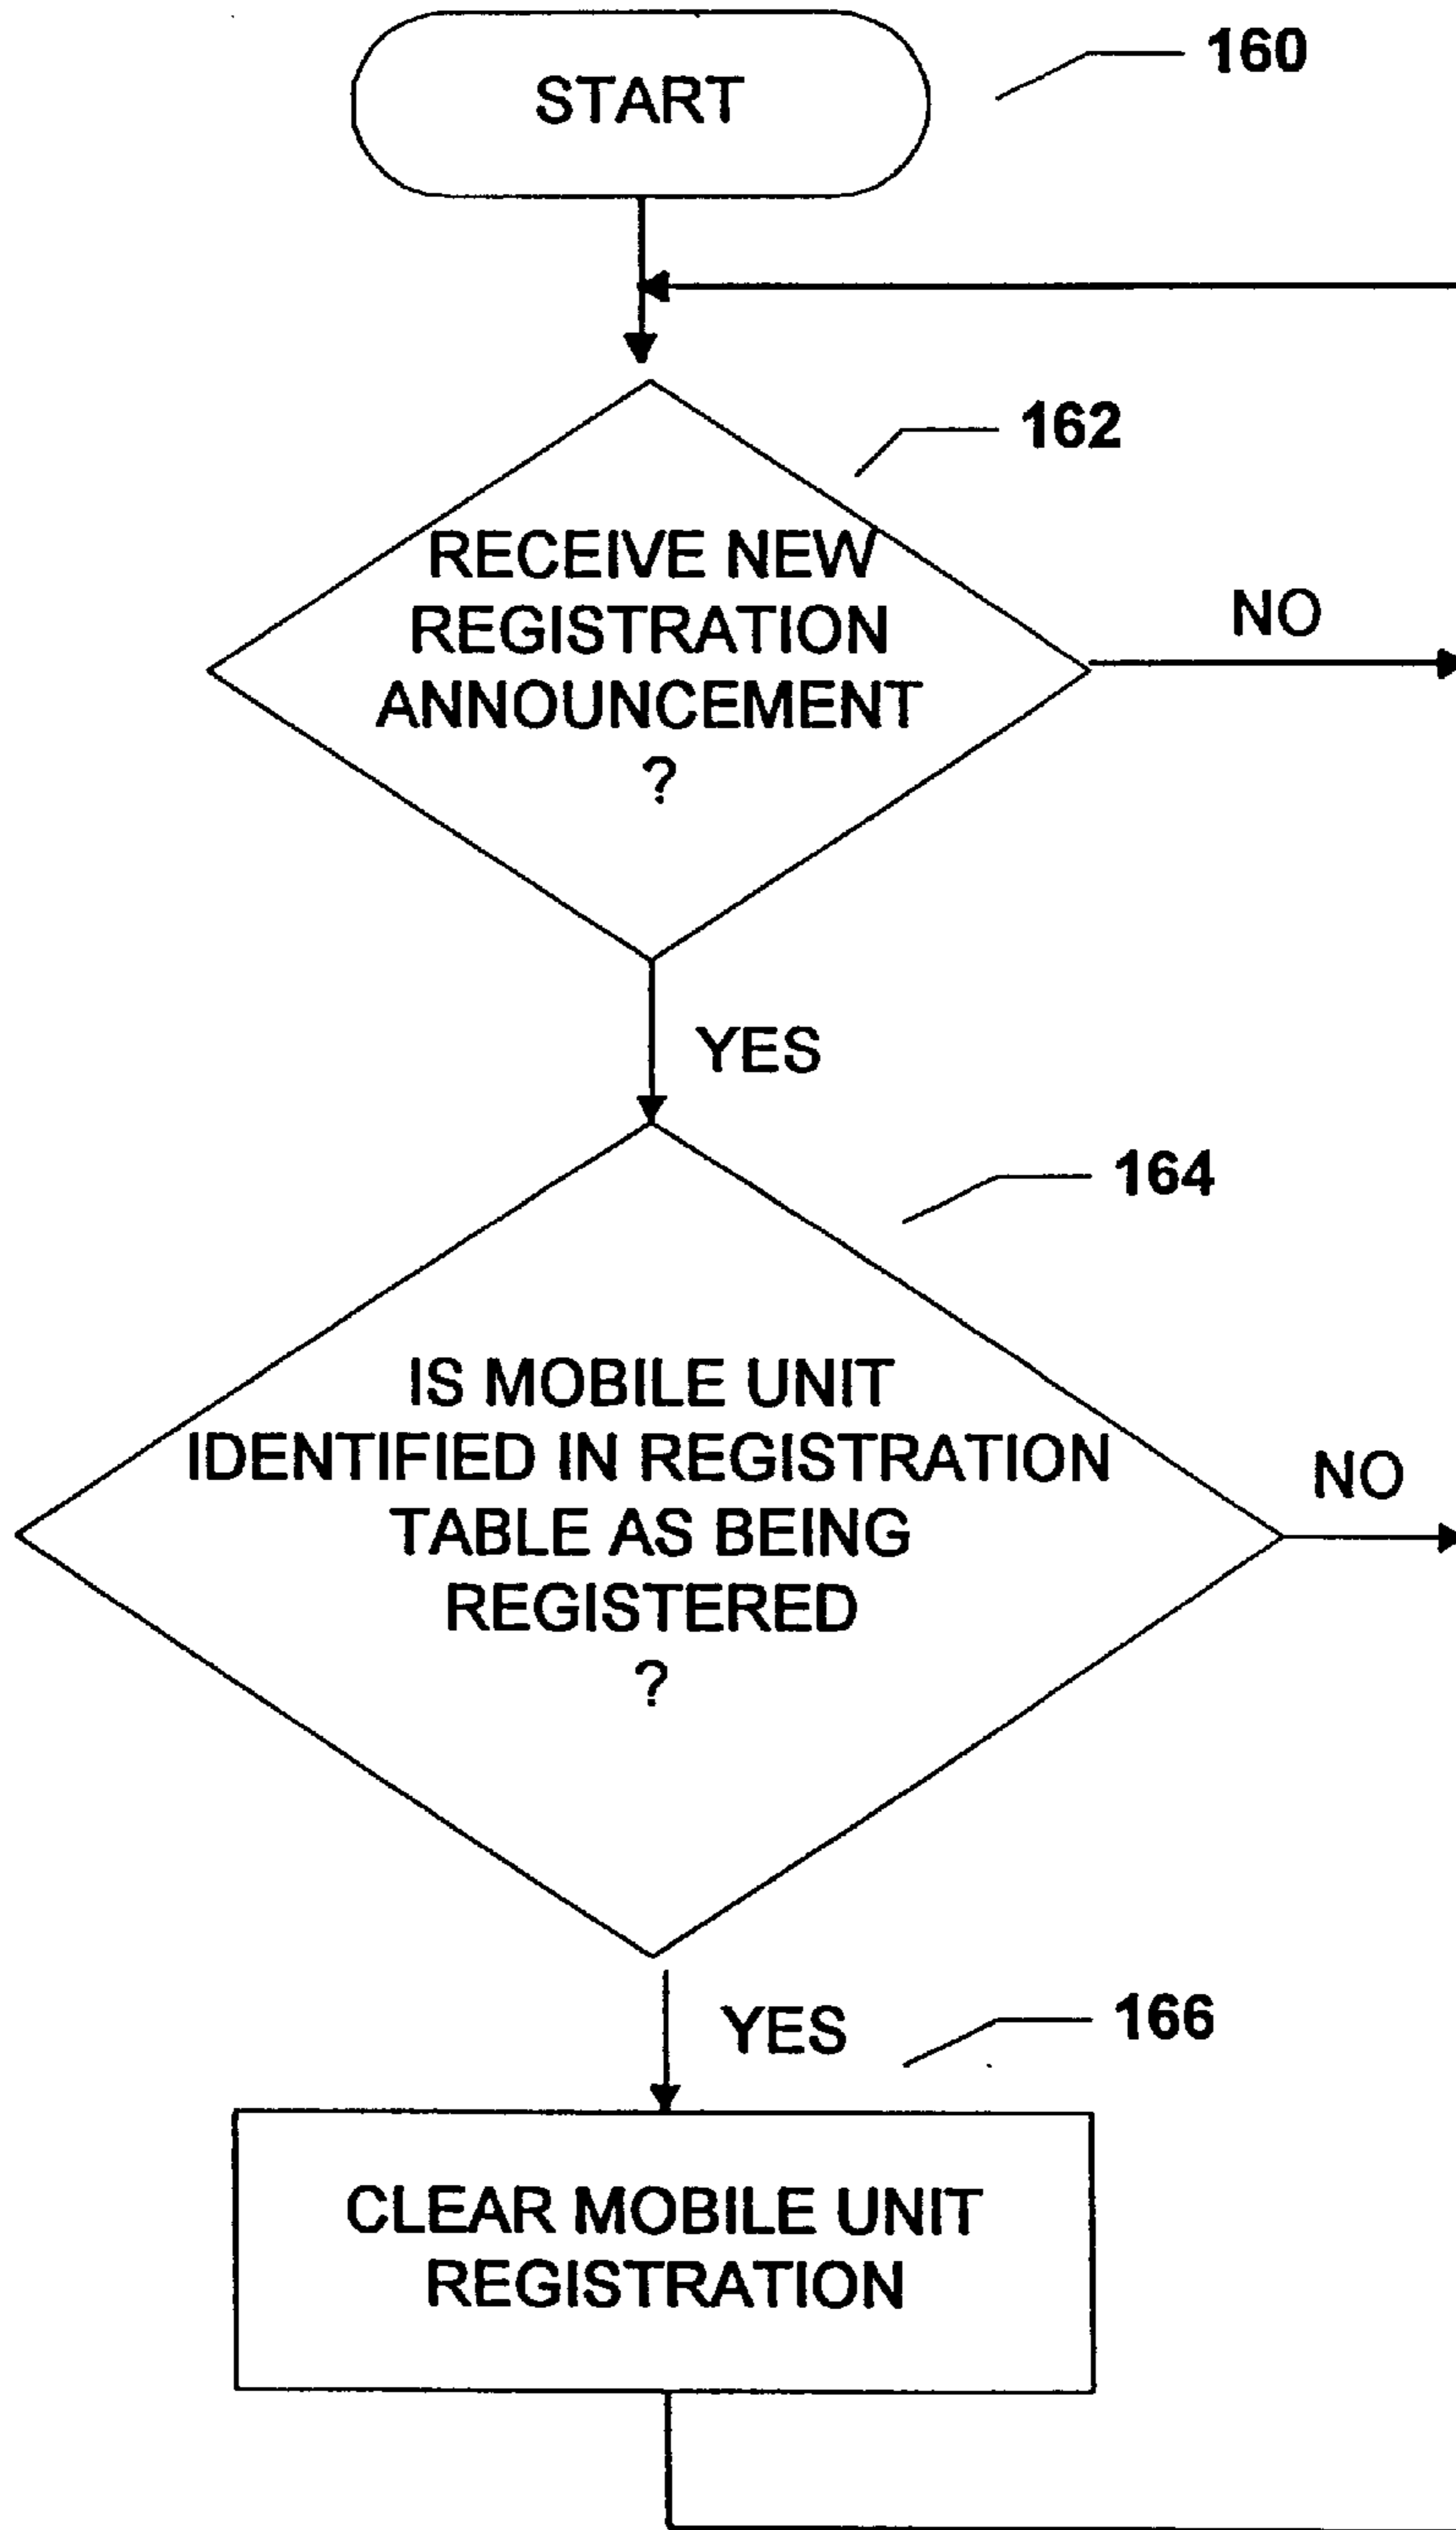 START
160
162
RECEIVE NEW
REGISTRATION
ANNOUNCEMENT
?
NO
YES
164
IS MOBILE UNIT
IDENTIFIED IN REGISTRATION
TABLE AS BEING
REGISTERED
?
NO
YES
166
CLEAR MOBILE UNIT
REGISTRATION